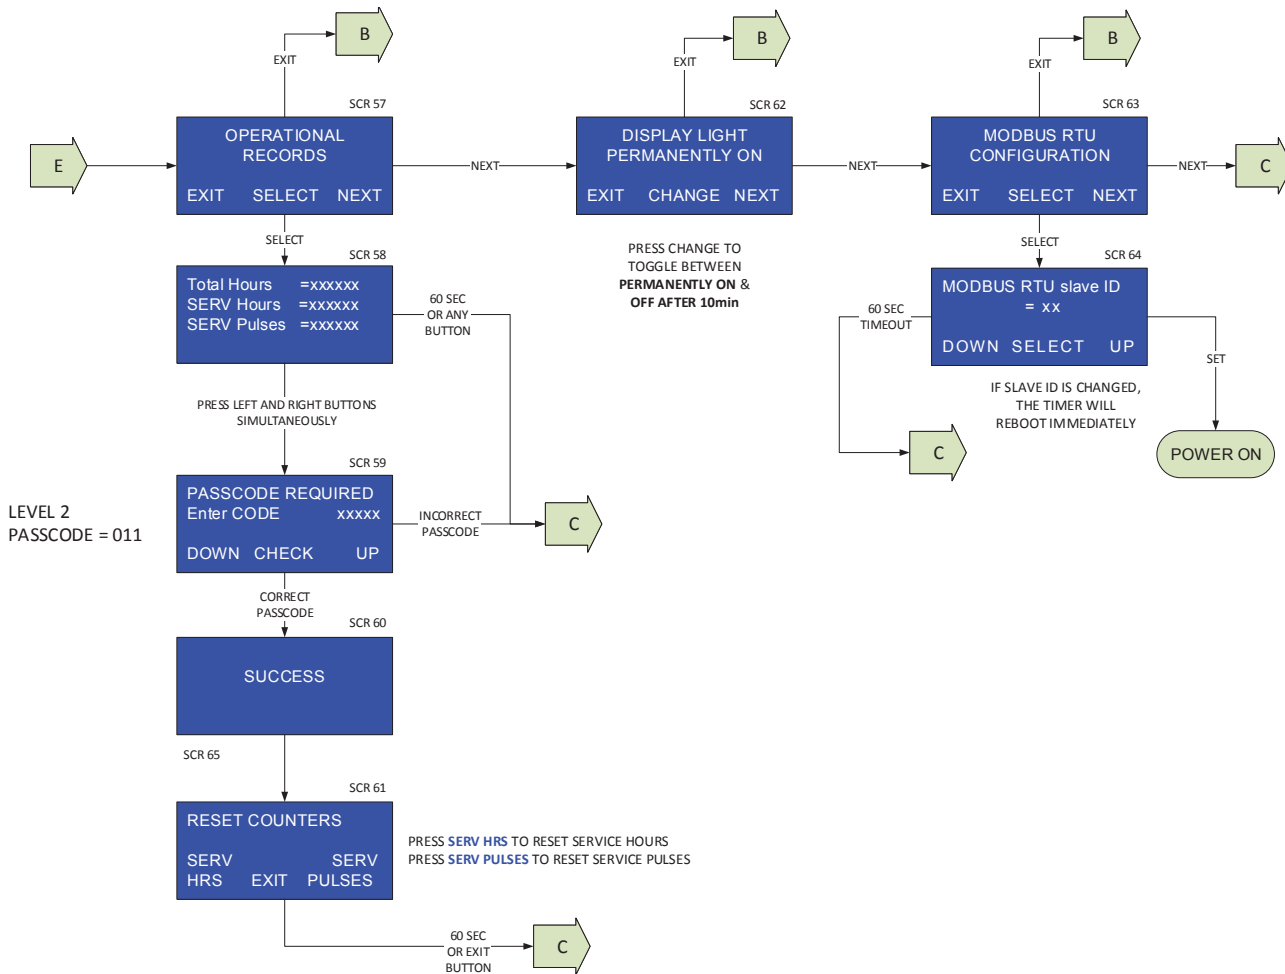 B
EXIT
SCR 57
E
OPERATIONAL
RECORDS
EXIT SELECT NEXT
NEXT
B
EXIT
SCR 62
DISPLAY LIGHT
PERMANENTLY ON
EXIT CHANGE NEXT
NEXT
PRESS CHANGE TO
TOGGLE BETWEEN
PERMANENTLY ON &
OFF AFTER 10min
B
EXIT
SCR 63
MODBUS RTU
CONFIGURATION
EXIT SELECT NEXT
NEXT
C
SELECT
SCR 64
MODBUS RTU slave ID
= xx
DOWN SELECT UP
60 SEC
TIMEOUT
C
SET
POWER ON
IF SLAVE ID IS CHANGED,
THE TIMER WILL
REBOOT IMMEDIATELY
SELECT
SCR 58
Total Hours =xxxxxx
SERV Hours =xxxxxx
SERV Pulses =xxxxxx
60 SEC
OR ANY
BUTTON
PRESS LEFT AND RIGHT BUTTONS
SIMULTANEOUSLY
SCR 59
LEVEL 2
PASSCODE = 011
PASSCODE REQUIRED
Enter CODE xxxxx
DOWN CHECK UP
INCORRECT
PASSCODE
C
CORRECT
PASSCODE
SCR 60
SUCCESS
SCR 65
SCR 61
RESET COUNTERS
SERV SERV
HRS EXIT PULSES
PRESS SERV HRS TO RESET SERVICE HOURS
PRESS SERV PULSES TO RESET SERVICE PULSES
60 SEC
OR EXIT
BUTTON
C